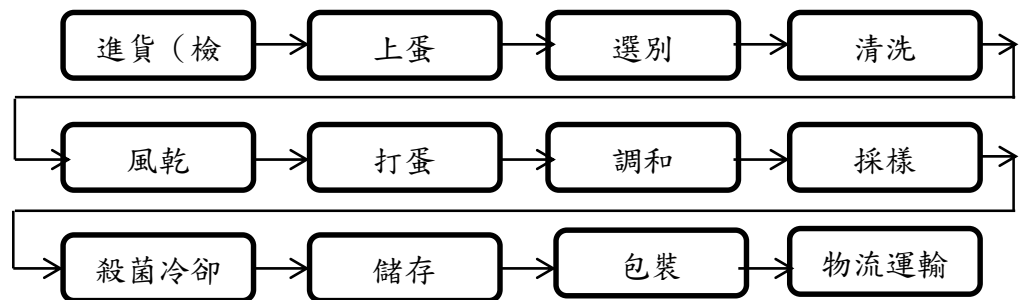 進貨（檢
上蛋
選別
清洗
風乾
打蛋
調和
採樣
殺菌冷卻
儲存
包裝
物流運輸